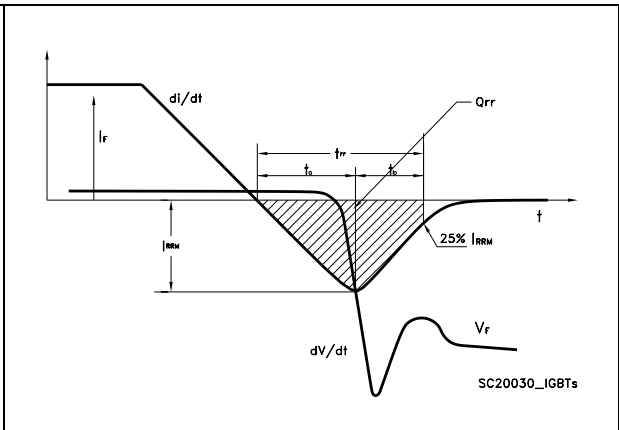 di/dt
Qrr
IF
trr
ta
tb
t
IRRM
25% IRRM
dV/dt
VF
SC20030_IGBTs